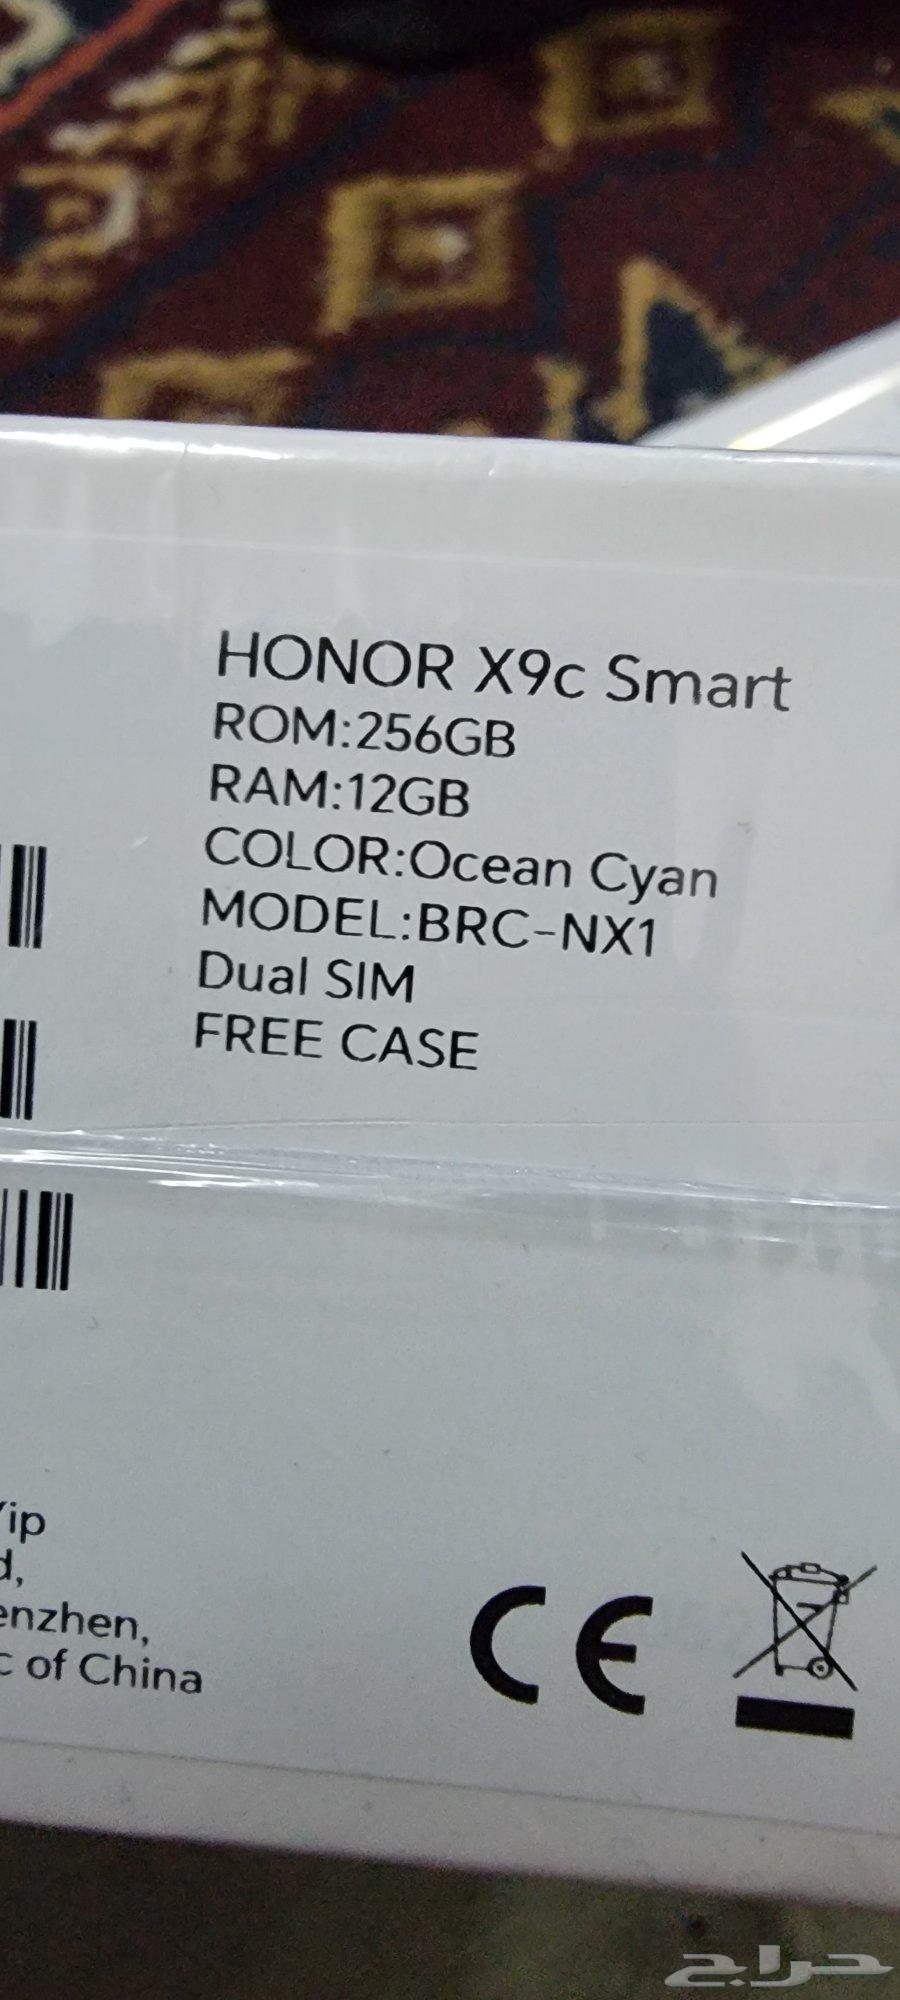 HONOR X9c Smart
ROM:256GB
RAM:12GB
COLOR:Ocean Cyan
MODEL:BRC-NX1
Dual SIM
FREE CASE
of China
CE
حراج